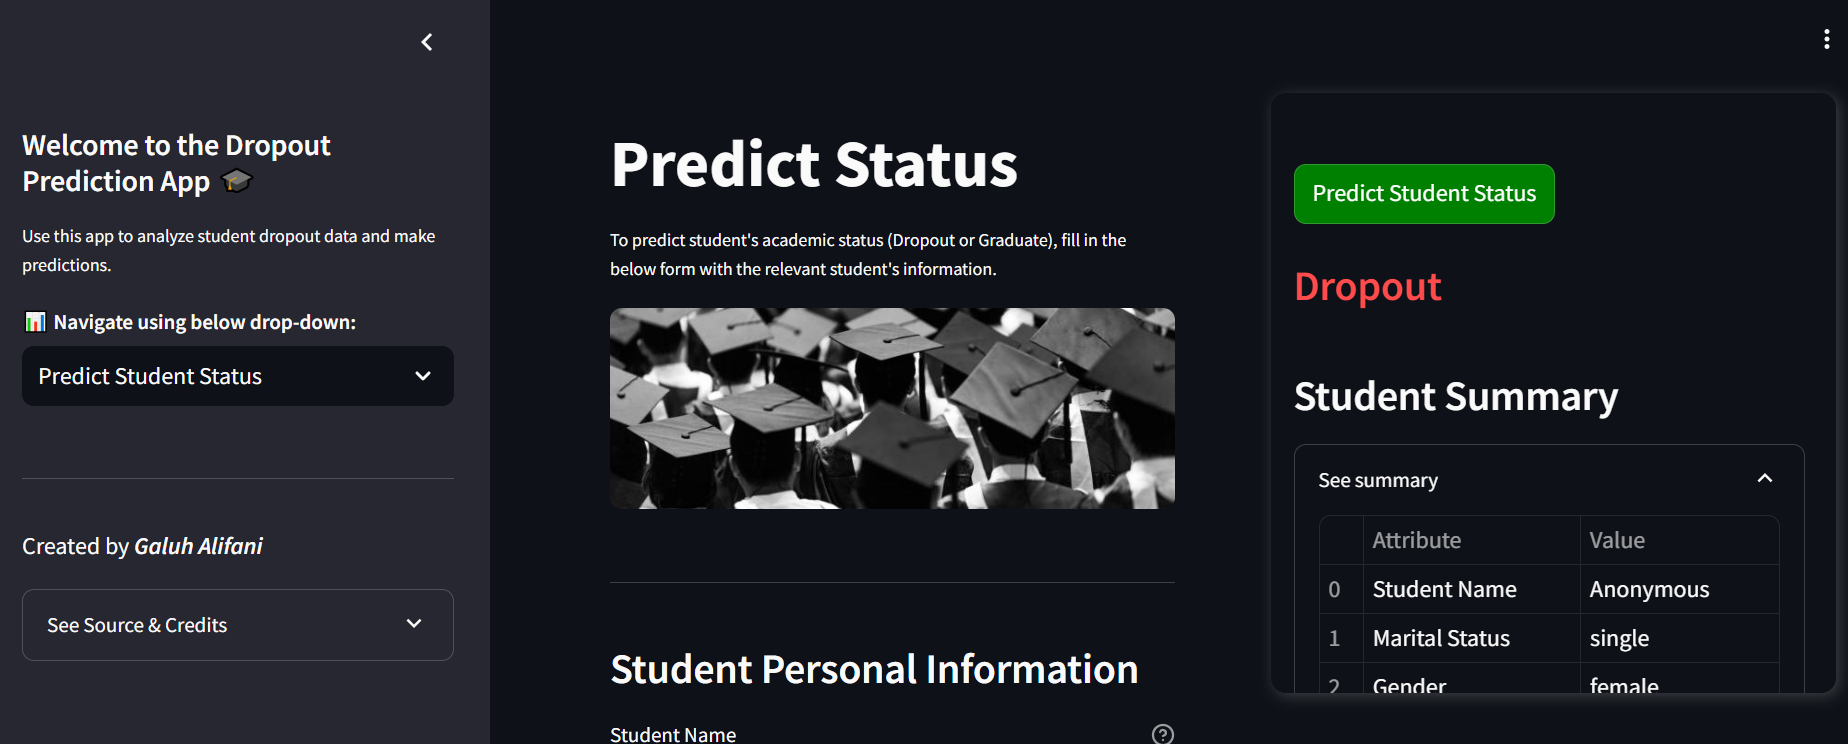 Welcome to the Dropout
Prediction App
Use this app to analyze student dropout data and make
predictions.
Navigate using below drop-down:
Predict Student Status
Created by Galuh Alifani
See Source & Credits
Predict Status
To predict student's academic status (Dropout or Graduate), fill in the
below form with the relevant student's information.
Student Personal Information
Student Name
Predict Student Status
Dropout
Student Summary
See summary
Attribute Value
0 Student Name Anonymous
1 Marital Status single
2 Gender female